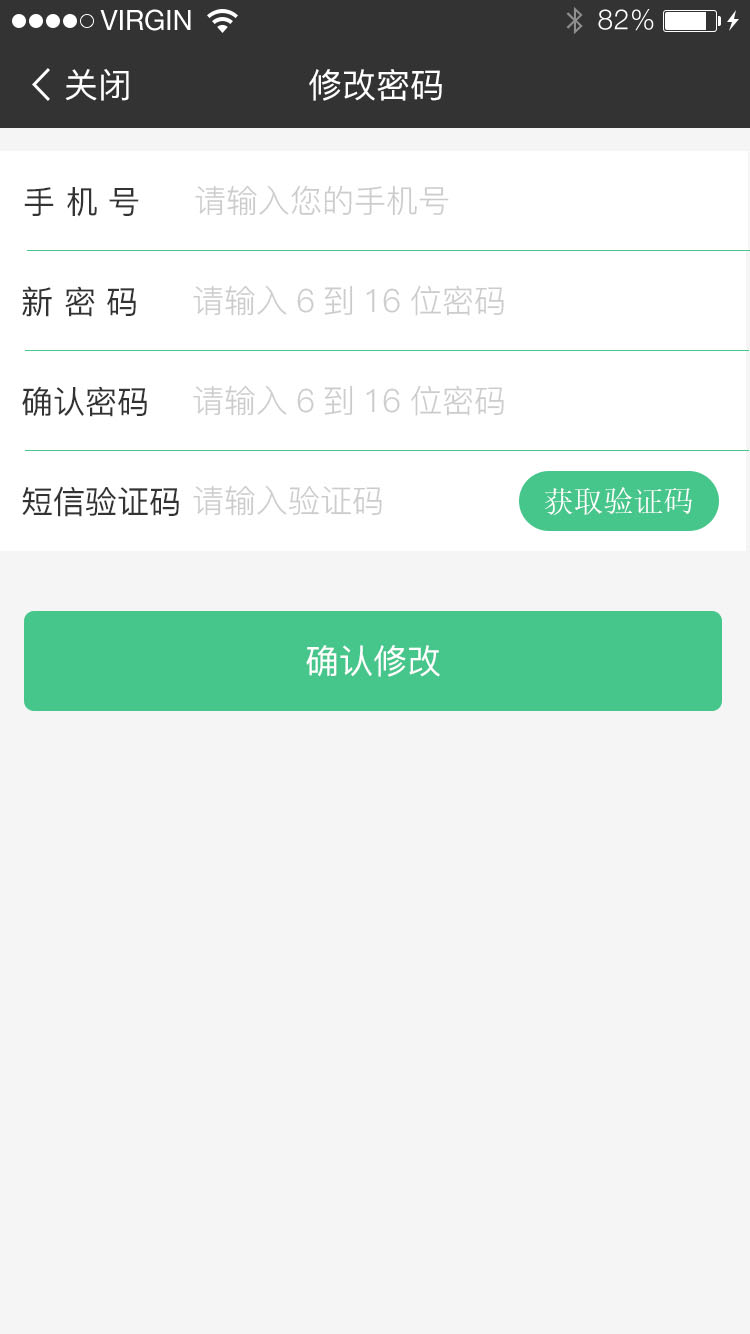 VIRGIN 82%
关闭 修改密码
手 机 号 请输入您的手机号
新 密 码 请输入 6 到 16 位密码
确认密码 请输入 6 到 16 位密码
短信验证码 请输入验证码 获取验证码
确认修改